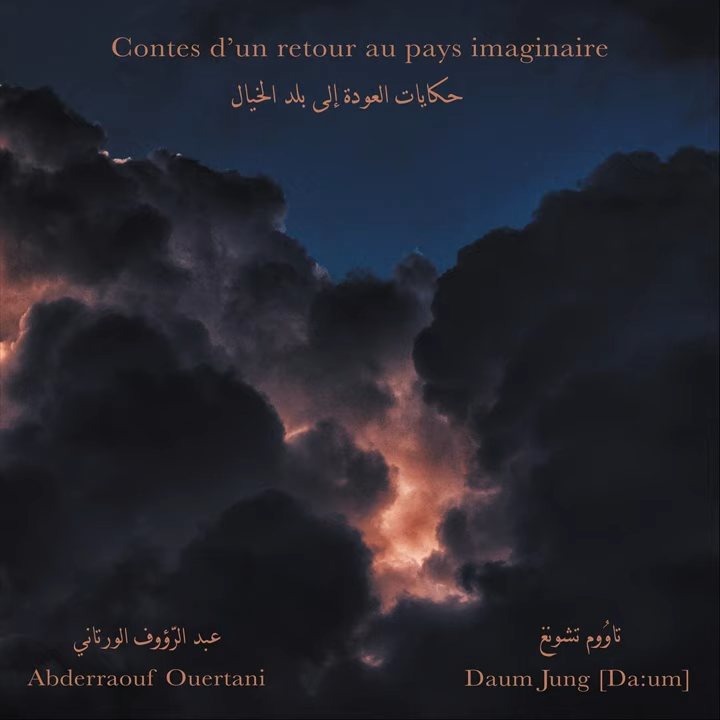 Contes d’un retour au pays imaginaire
حكايات العودة إلى بلد الخيال
عبد الرّؤوف الورتاني
Abderraouf Ouertani
تاوُوم تشونغ
Daum Jung [Da:um]